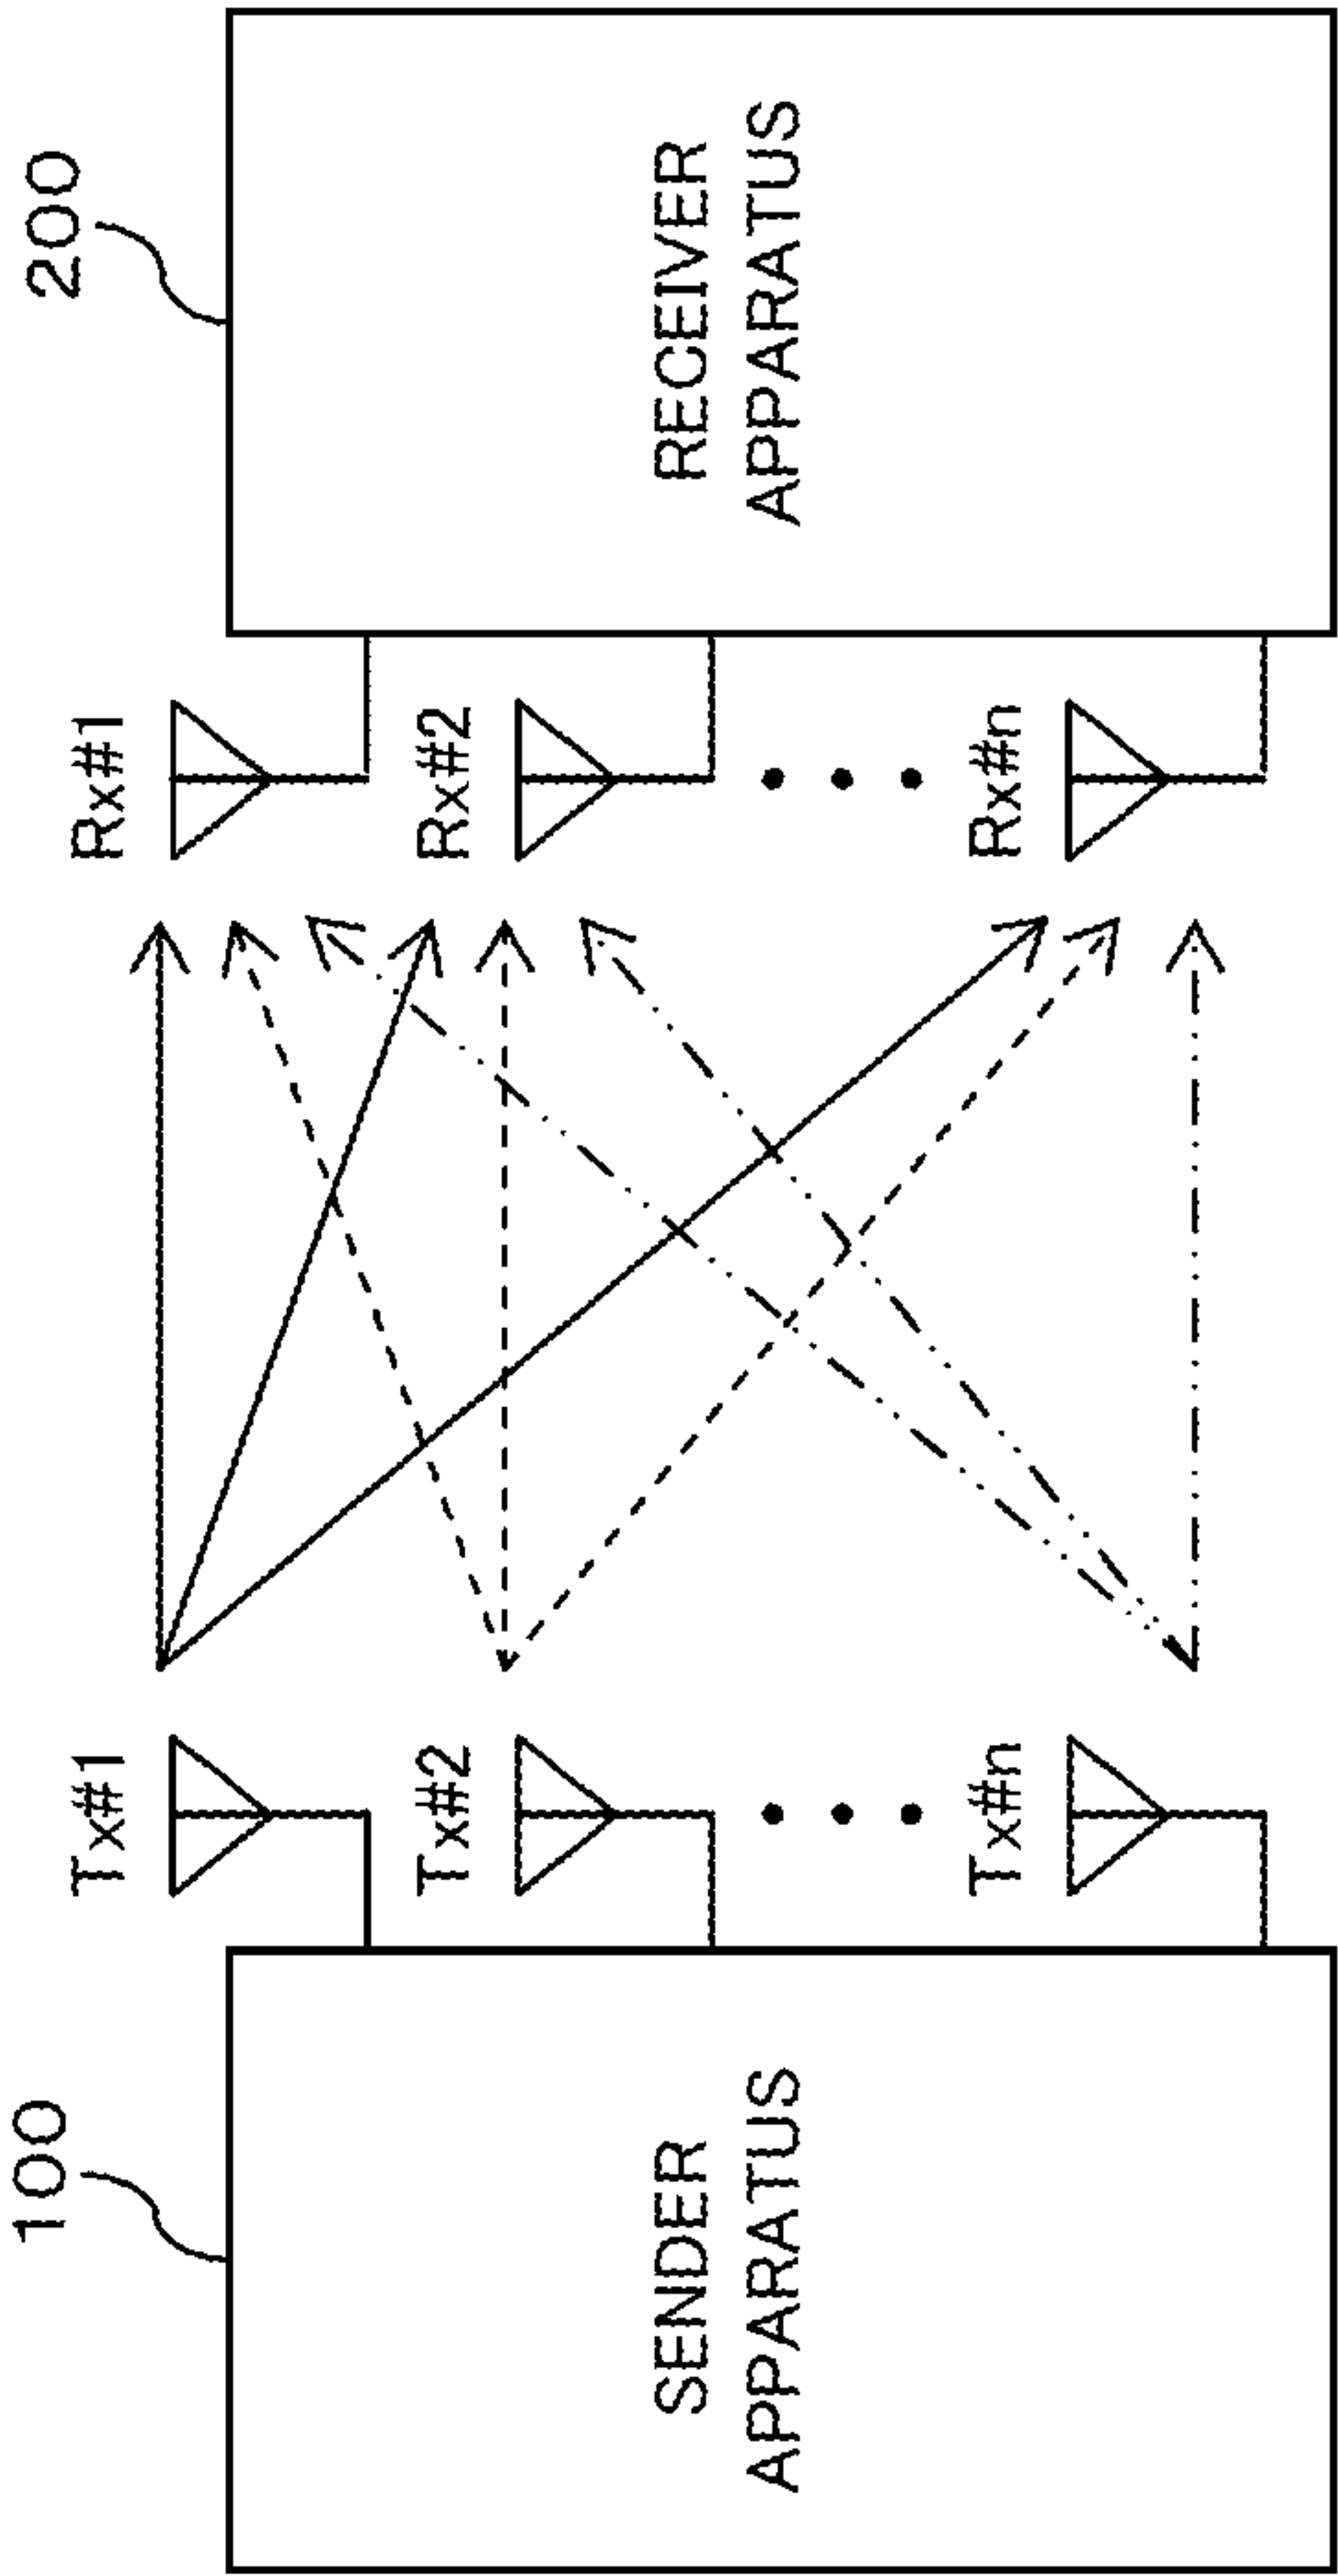 100
SENDER
APPARATUS
Tx#1
Tx#2
Tx#n
Rx#1
Rx#2
Rx#n
200
RECEIVER
APPARATUS